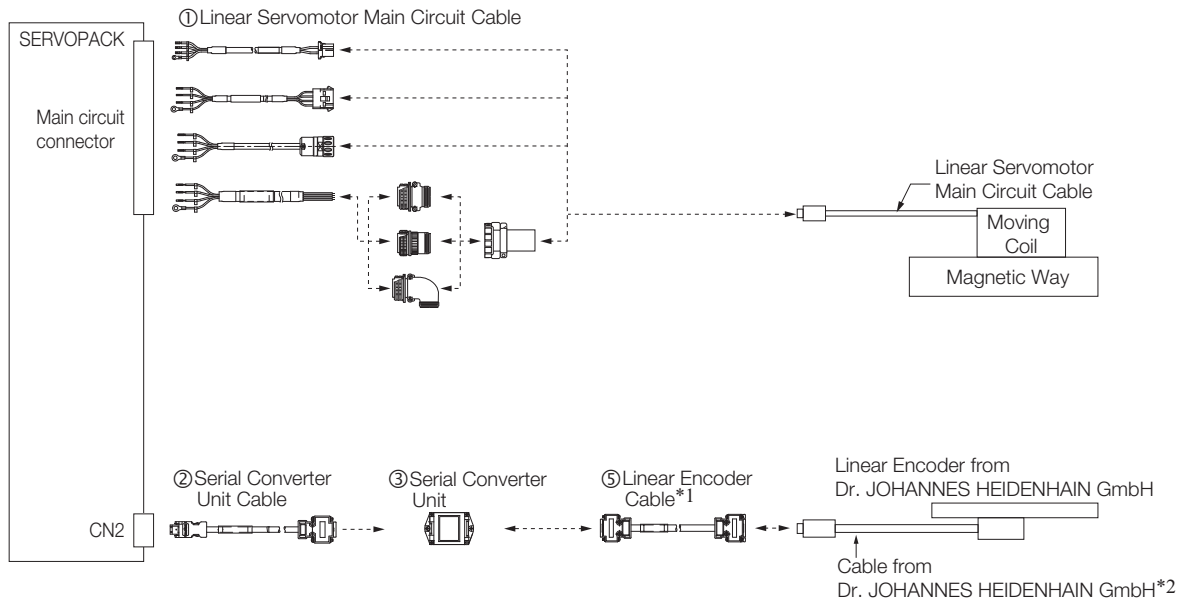 ①Linear Servomotor Main Circuit Cable
SERVOPACK
Main circuit
connector
Linear Servomotor
Main Circuit Cable
Moving
Coil
Magnetic Way
②Serial Converter
Unit Cable
③Serial Converter
Unit
⑤Linear Encoder
Cable*1
Linear Encoder from
Dr. JOHANNES HEIDENHAIN GmbH
CN2
Cable from
Dr. JOHANNES HEIDENHAIN GmbH*2